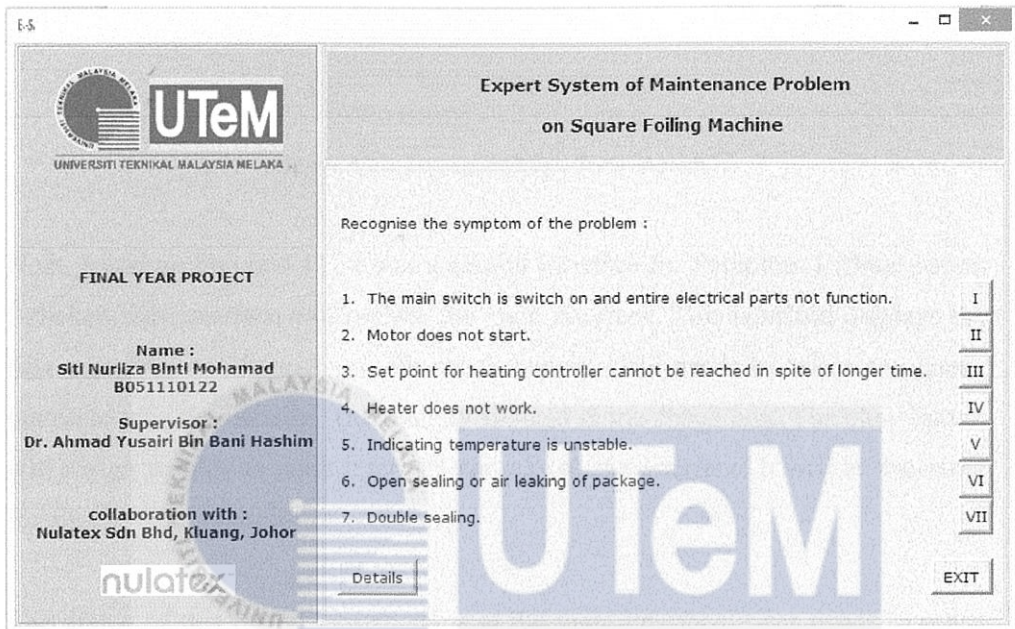 E-S.
MALAYSIA MELAKA
UTeM
UNIVERSITI TEKNIKAL MALAYSIA MELAKA
FINAL YEAR PROJECT
Name :
Siti Nurliza Binti Mohamad
B051110122
Supervisor :
Dr. Ahmad Yusairi Bin Bani Hashim
collaboration with :
Nulatex Sdn Bhd, Kluang, Johor
nulatex
Expert System of Maintenance Problem
on Square Foiling Machine
Recognise the symptom of the problem :
1. The main switch is switch on and entire electrical parts not function. I
2. Motor does not start. II
3. Set point for heating controller cannot be reached in spite of longer time. III
4. Heater does not work. IV
5. Indicating temperature is unstable. V
6. Open sealing or air leaking of package. VI
7. Double sealing. VII
Details
EXIT
MALAYSIA
UTeM